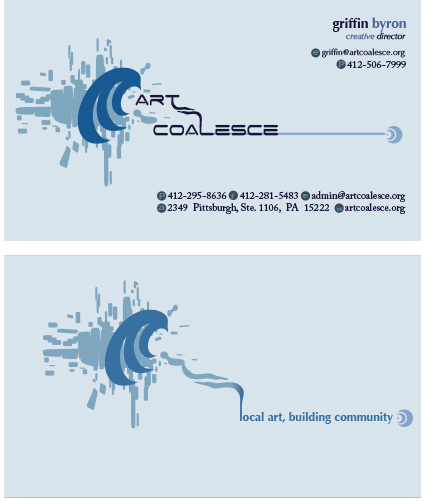 griffin byron
creative director
e griffin@artcoalesce.org
p 412-506-7999
ART
COALESCE
p 412-295-8636 f 412-281-5483 e admin@artcoalesce.org
a 2349 Pittsburgh, Ste. 1106, PA 15222 w artcoalesce.org
local art, building community